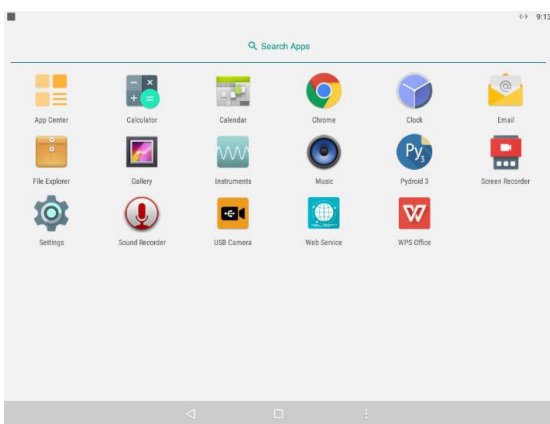 9:13
Search Apps
App Center Calculator Calendar Chrome Clock Email
Py3
File Explorer Gallery Instruments Music Pydroid 3 Screen Recorder
Settings Sound Recorder USB Camera Web Service WPS Office